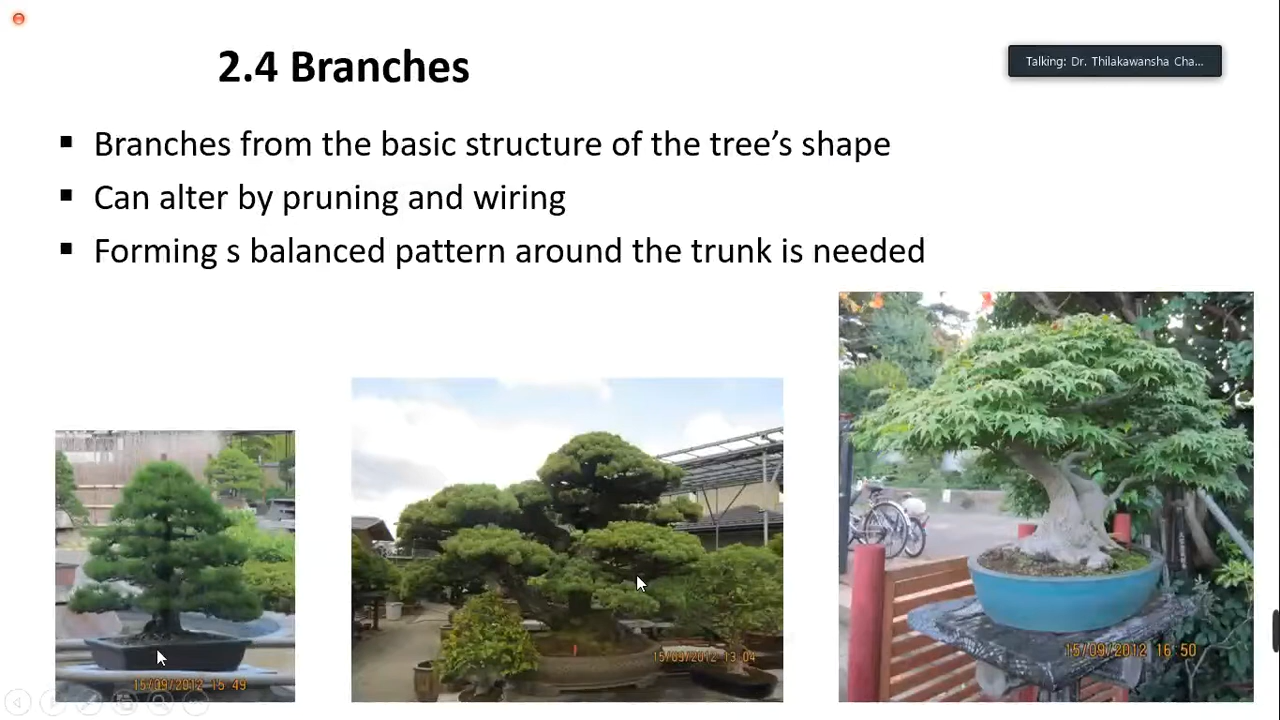 2.4 Branches
Talking: Dr. Thilakawansha Cha...
▪ Branches from the basic structure of the tree’s shape
▪ Can alter by pruning and wiring
▪ Forming s balanced pattern around the trunk is needed
15/09/2012 15 49
15/09/2012 13 04
15/09/2012 16 50